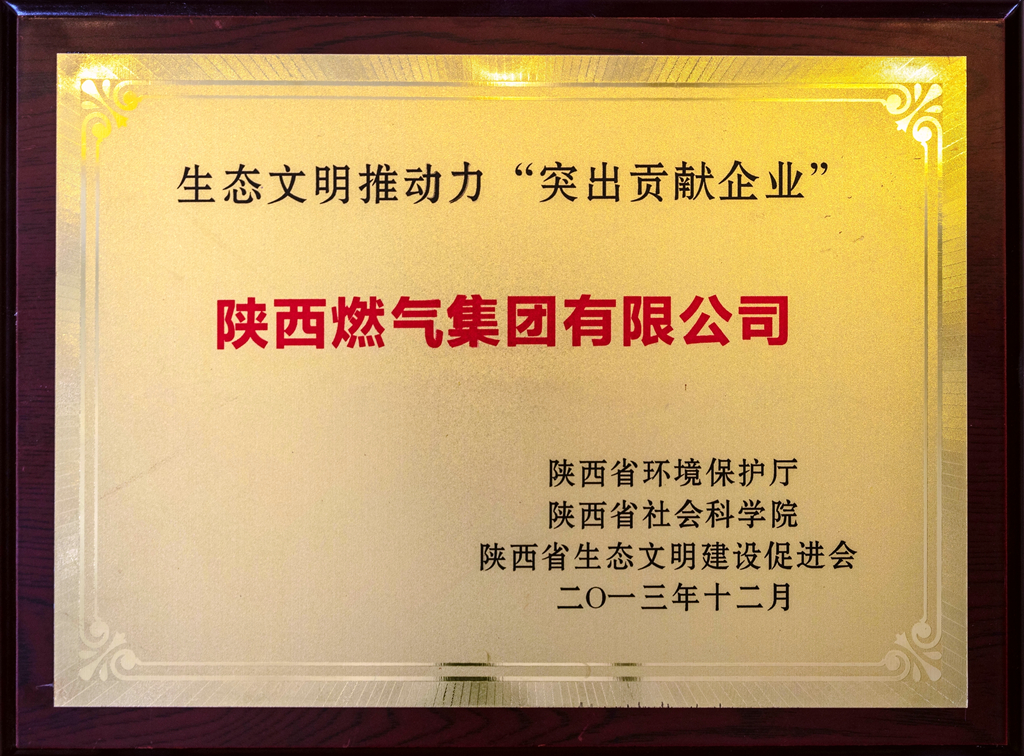 生态文明推动力“突出贡献企业”
陕西燃气集团有限公司
陕西省环境保护厅
陕西省社会科学院
陕西省生态文明建设促进会
二〇一三年十二月